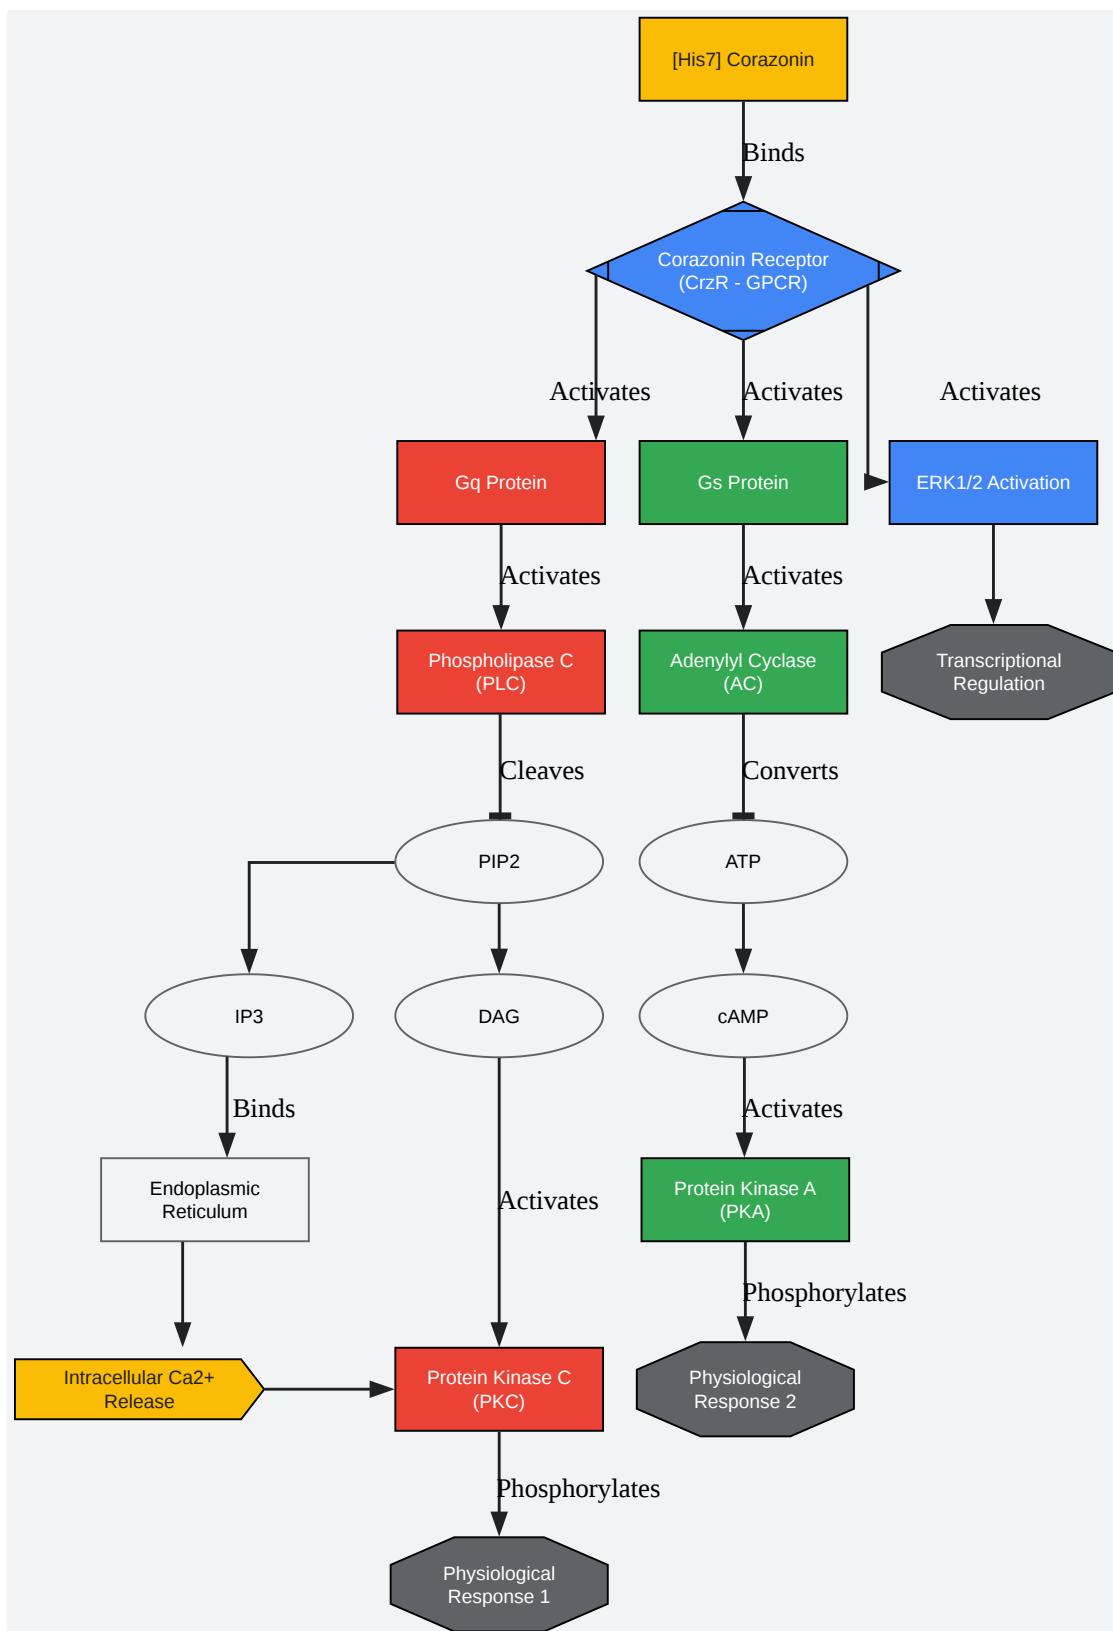 [His7] Corazonin
Binds
Corazonin Receptor
(CrzR - GPCR)
Activates
Activates
Activates
Gq Protein
Gs Protein
ERK1/2 Activation
Activates
Activates
Phospholipase C
(PLC)
Adenylyl Cyclase
(AC)
Transcriptional
Regulation
Cleaves
Converts
PIP2
ATP
IP3
DAG
cAMP
Binds
Activates
Endoplasmic
Reticulum
Activates
Protein Kinase A
(PKA)
Phosphorylates
Intracellular Ca2+
Release
Protein Kinase C
(PKC)
Physiological
Response 2
Phosphorylates
Physiological
Response 1